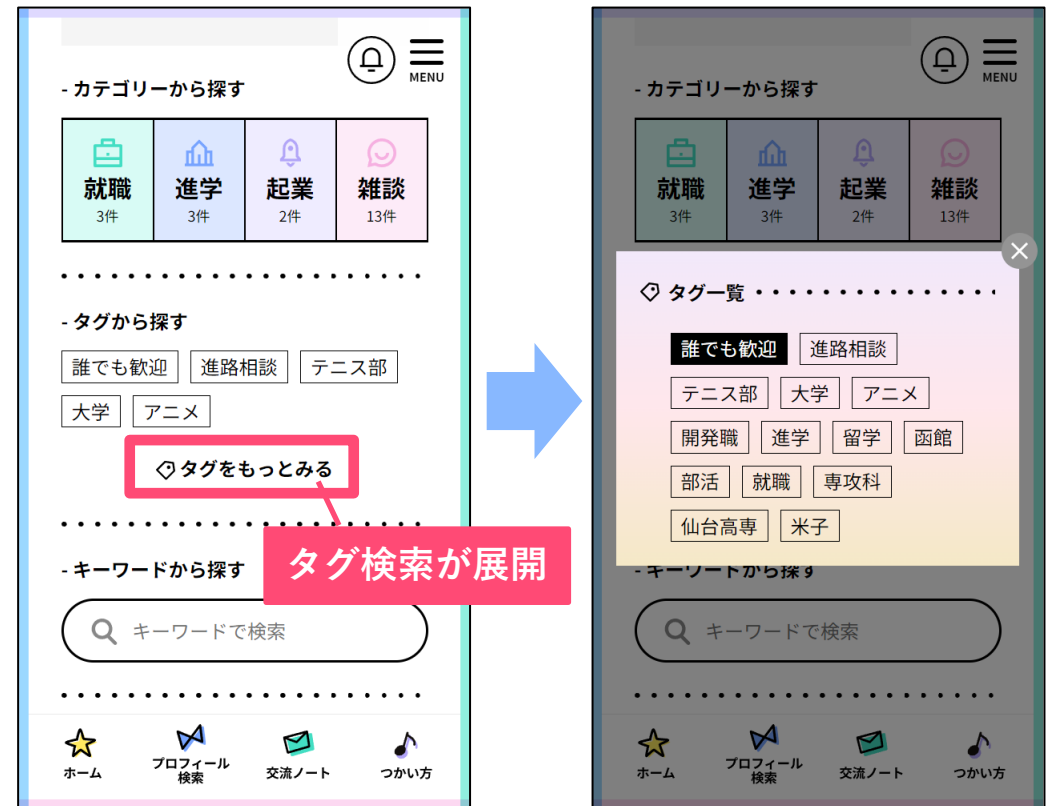 MENU
- カテゴリーから探す
就職 進学 起業 雑談
3件 3件 2件 13件
- タグから探す
誰でも歓迎 進路相談 テニス部
大学 アニメ
タグをもっとみる
タグ検索が展開
- キーワードから探す
キーワードで検索
ホーム プロフィール検索 交流ノート つかい方
MENU
- カテゴリーから探す
就職 進学 起業 雑談
3件 3件 2件 13件
タグ一覧
誰でも歓迎 進路相談
テニス部 大学 アニメ
開発職 進学 留学 函館
部活 就職 専攻科
仙台高専 米子
- キーワードから探す
キーワードで検索
ホーム プロフィール検索 交流ノート つかい方